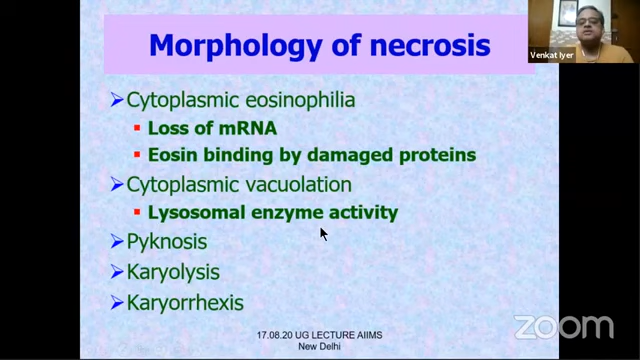 Morphology of necrosis
Venkat Iyer
Cytoplasmic eosinophilia
Loss of mRNA
Eosin binding by damaged proteins
Cytoplasmic vacuolation
Lysosomal enzyme activity
Pyknosis
Karyolysis
Karyorrhexis
17.08.20 UG LECTURE AIIMS
New Delhi
zoom